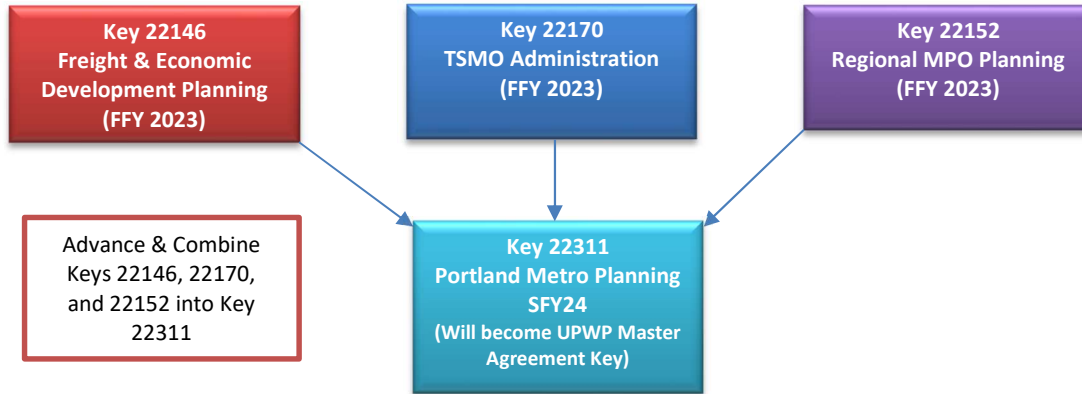 Key 22146
Freight & Economic
Development Planning
(FFY 2023)
Key 22170
TSMO Administration
(FFY 2023)
Key 22152
Regional MPO Planning
(FFY 2023)
Advance & Combine
Keys 22146, 22170,
and 22152 into Key
22311
Key 22311
Portland Metro Planning
SFY24
(Will become UPWP Master
Agreement Key)